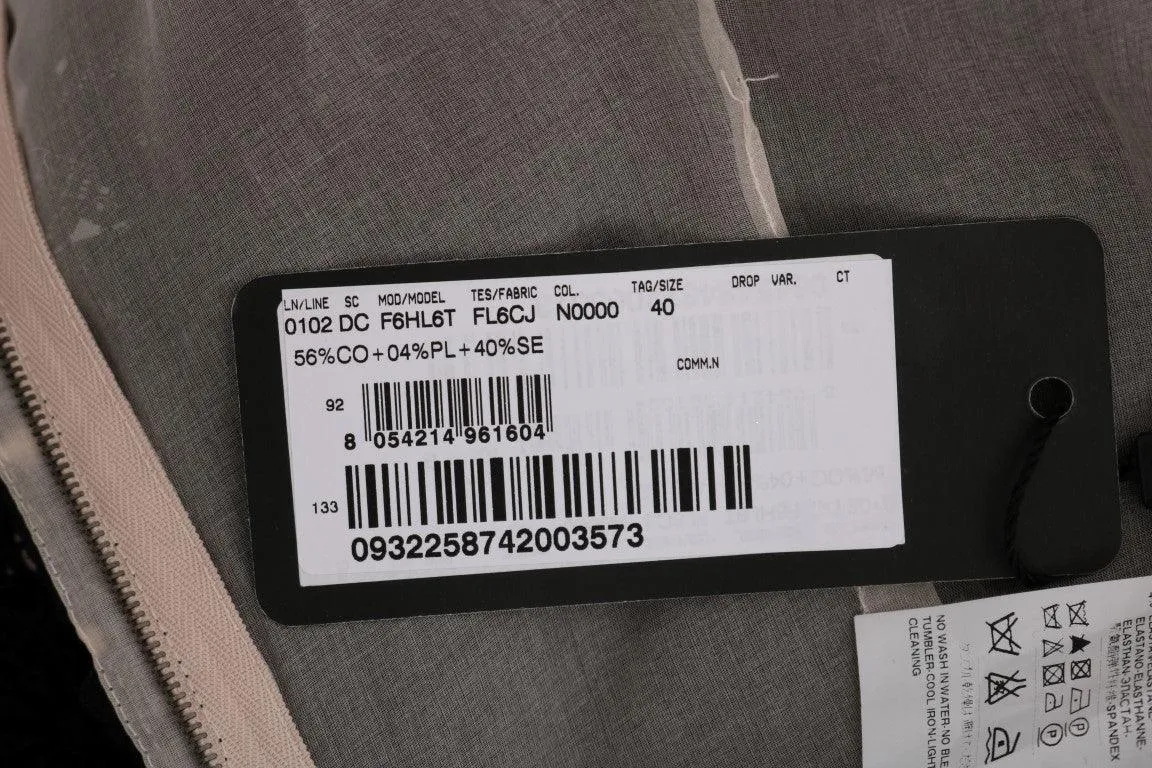 LN/LINE SC MOD/MODEL TES/FABRIC COL. TAG/SIZE DROP VAR. CT
0102 DC F6HL6T FL6CJ N0000 40
56%CO+04%PL+40%SE
COMM.N
92
8 054214 961604
133
0932258742003573
NO WASH IN WATER-NO BLE
TUMBLER-COOL IRON-LIGHT
CLEANING
ELASTANO-ELASTHANNE-
ELASTHAN-ЭЛАСТАН-
SPANDEX